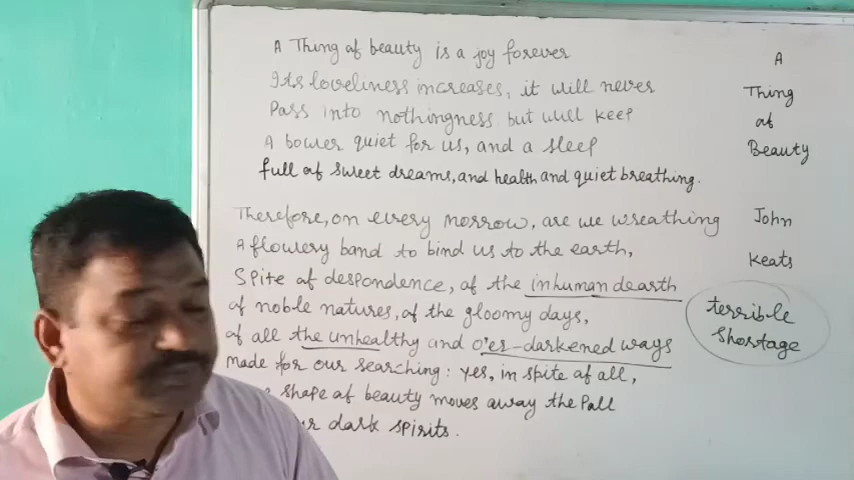 A Thing of beauty is a joy forever
Its loveliness increases, it will never
Pass into nothingness but will keep
A bower quiet for us, and a sleep
full of sweet dreams, and health and quiet breathing.
Therefore, on every morrow, are we wreathing
A flowery band to bind us to the earth,
Spite of despondence, of the inhuman dearth
of noble natures, of the gloomy days,
of all the unhealthy and o'er-darkened ways
made for our searching: yes, in spite of all,
shape of beauty moves away the Pall
dark spirits.
A
Thing
of
Beauty
John
Keats
terrible
shortage